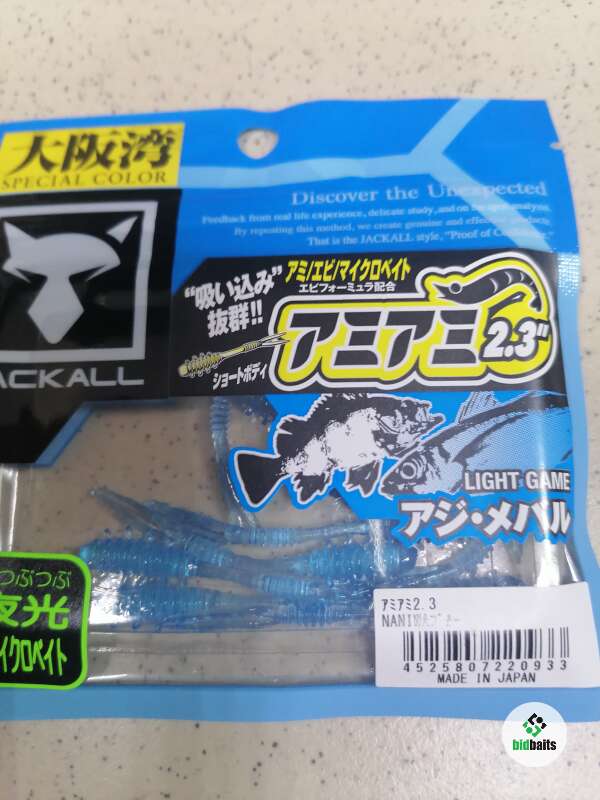 大阪湾
SPECIAL COLOR
Discover the Unexpected
Feedback from real life experience, delicate study, and on the spot analysis.
By repeating this method, we create genuine and effective products.
That is the JACKALL style, "Proof of
ACKALL
"吸い込み"
抜群!!
アミ/エビ/マイクロベイト
エビフォーミュラ配合
アミアミ
2.3"
ショートボディ
LIGHT GAME
アジ・メバル
つぶつぶ
夜光
イクロベイト
アミアミ2.3
4525807220933
MADE IN JAPAN
bidbaits